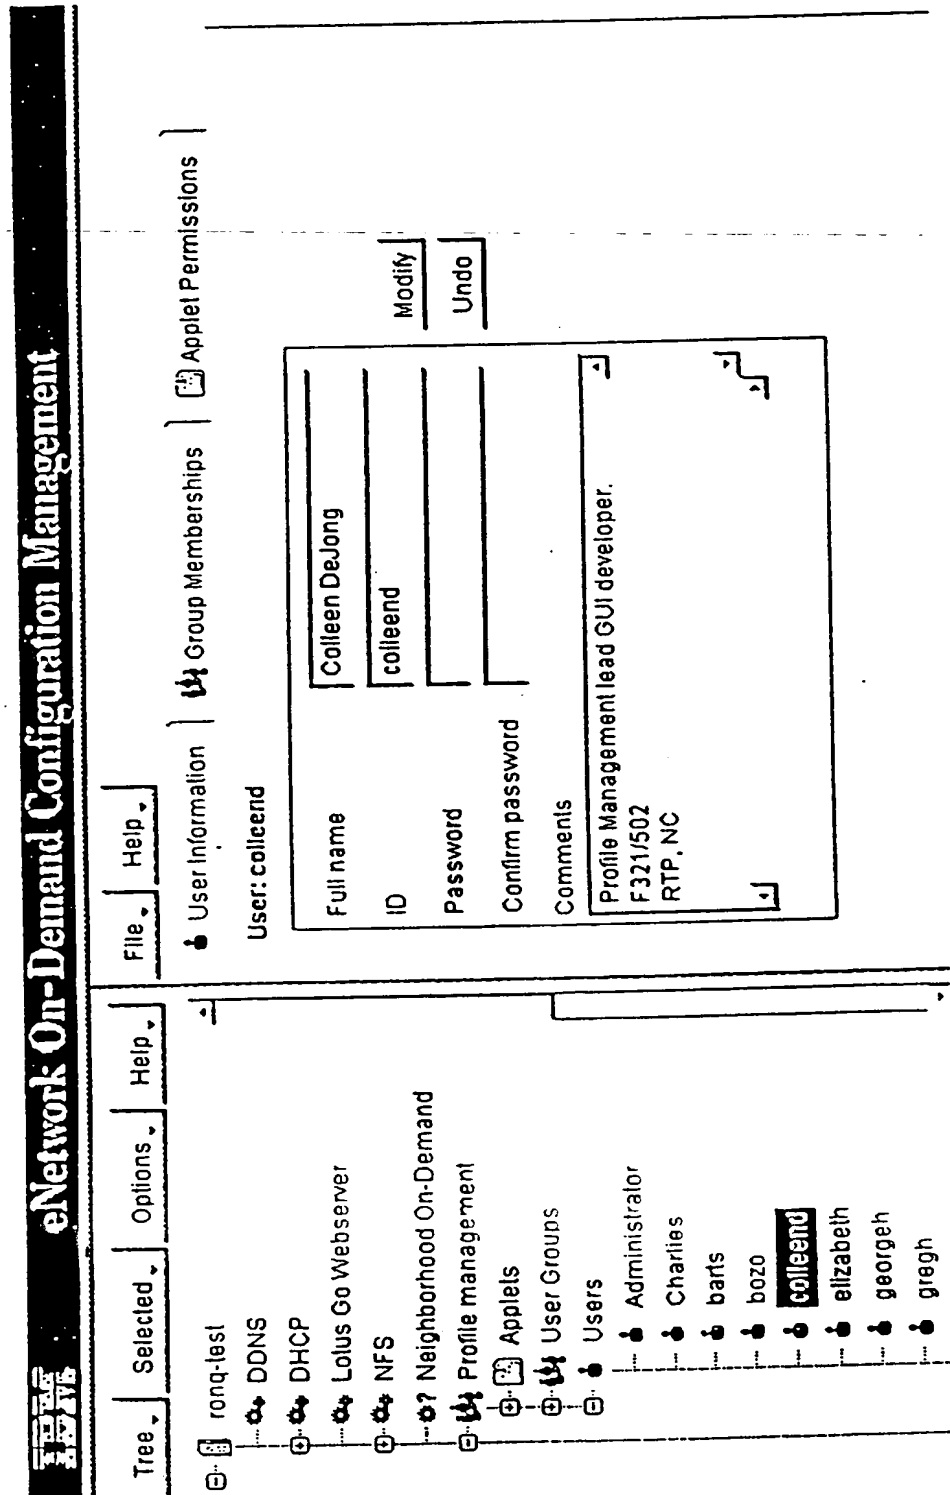 IBM eNetwork On-Demand Configuration Management
Tree Selected Options Help
File Help
ronq-test
DDNS
DHCP
Lotus Go Webserver
NFS
? Neighborhood On-Demand
Profile management
Applets
User Groups
Users
Administrator
Charlies
barts
bozo
colleend
elizabeth
georgeh
gregh
User Information Group Memberships Applet Permissions
User: colleend
Full name Colleen DeJong
ID colleend
Modify
Password
Undo
Confirm password
Comments
Profile Management lead GUI developer.
F321/502
RTP, NC